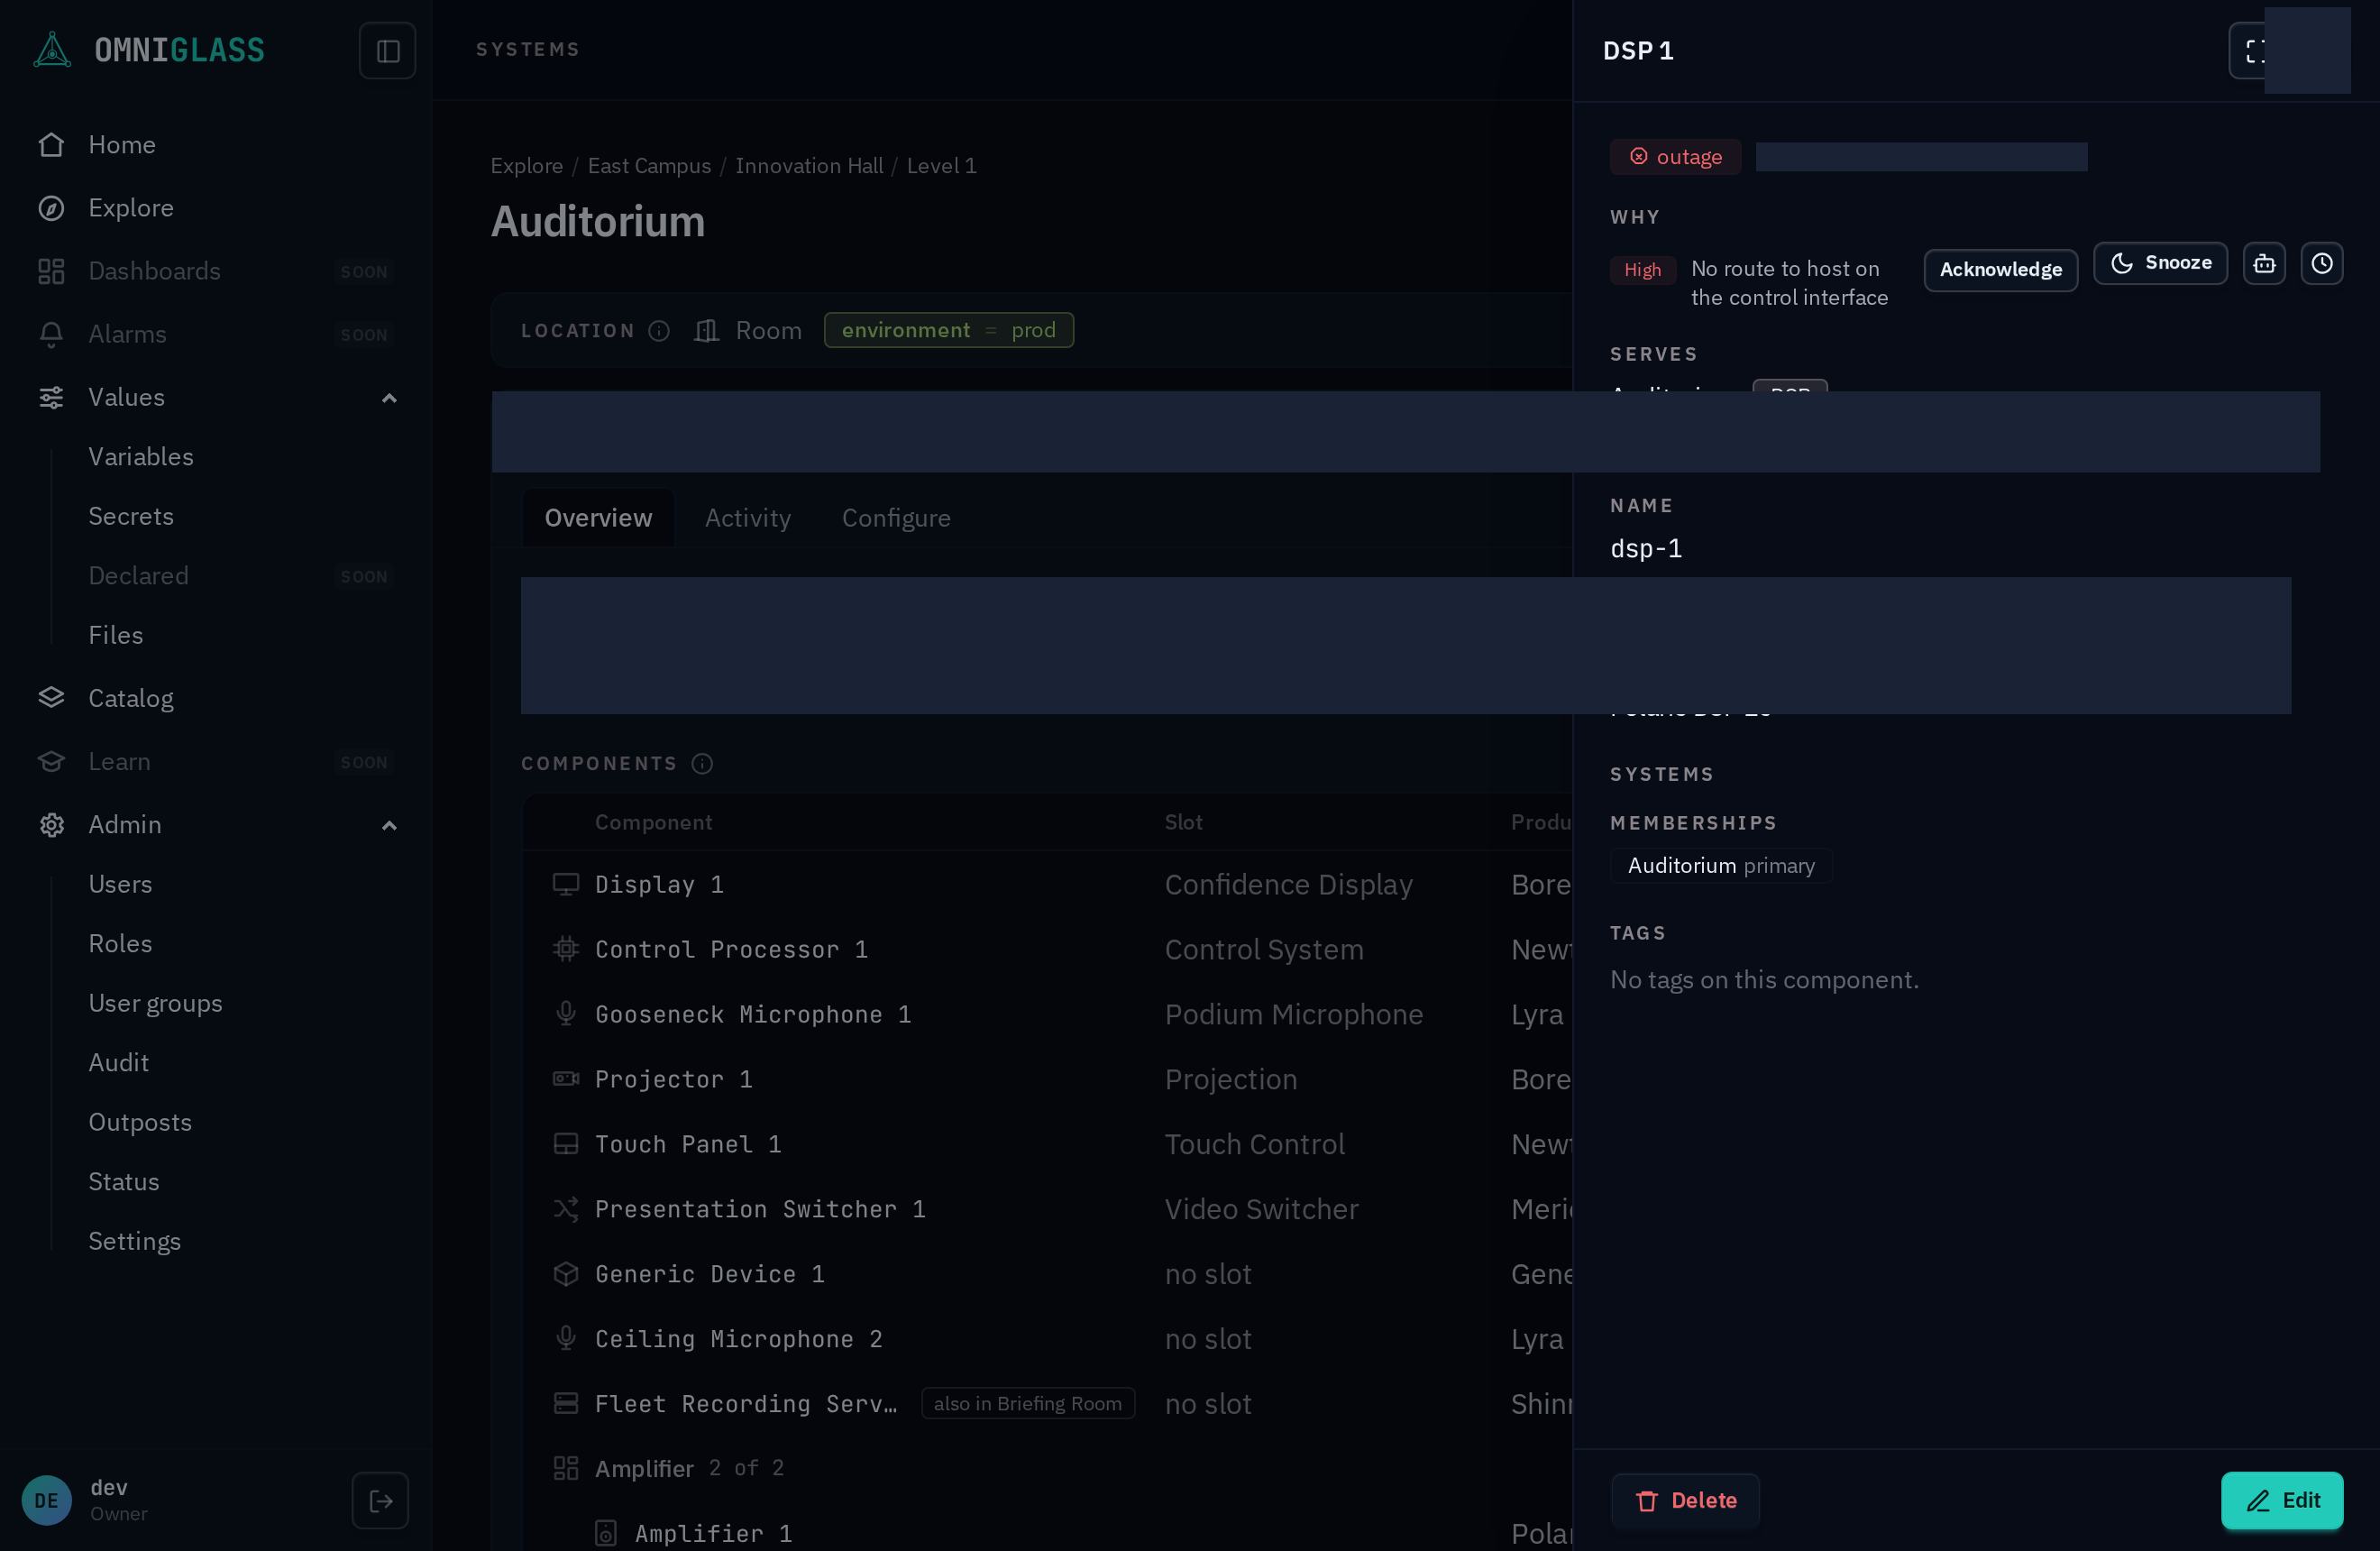 OMNIGLASS
Home
Explore
Dashboards SOON
Alarms SOON
Values
Variables
Secrets
Declared SOON
Files
Catalog
Learn SOON
Admin
Users
Roles
User groups
Audit
Outposts
Status
Settings
DE dev
Owner
SYSTEMS
Explore / East Campus / Innovation Hall / Level 1
Auditorium
LOCATION Room environment = prod
Overview Activity Configure
COMPONENTS
Component Slot
Display 1 Confidence Display
Control Processor 1 Control System
Gooseneck Microphone 1 Podium Microphone
Projector 1 Projection
Touch Panel 1 Touch Control
Presentation Switcher 1 Video Switcher
Generic Device 1 no slot
Ceiling Microphone 2 no slot Lyra
Fleet Recording Serv… also in Briefing Room no slot
Amplifier 2 of 2
Amplifier 1
DSP 1
outage
WHY
High No route to host on
the control interface
Acknowledge Snooze
SERVES
NAME
dsp-1
SYSTEMS
MEMBERSHIPS
Auditorium primary
TAGS
No tags on this component.
Delete Edit